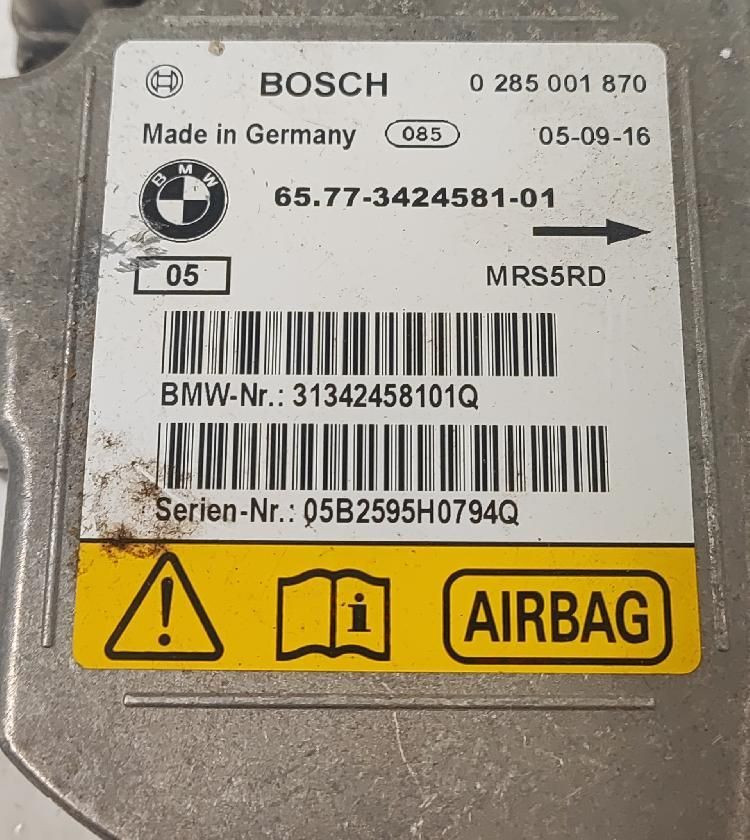 BOSCH 0 285 001 870
Made in Germany 085 05-09-16
BMW 65.77-3424581-01
05 MRS5RD
BMW-Nr.: 31342458101Q
Serien-Nr.: 05B2595H0794Q
! i AIRBAG